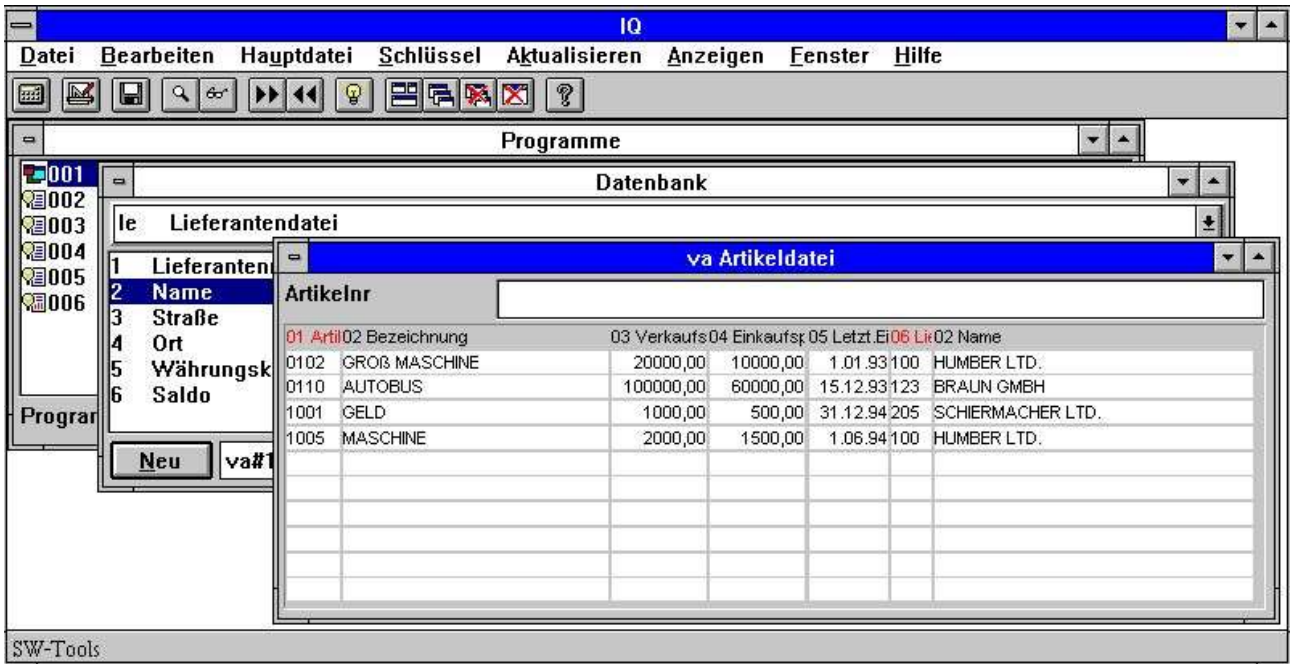 IQ
Datei Bearbeiten Hauptdatei Schlüssel Aktualisieren Anzeigen Fenster Hilfe
Programme
001
002
003
004
005
006
Program
Datenbank
le Lieferantendatei
1 Lieferanten
2 Name
3 Straße
4 Ort
5 Währungsk
6 Saldo
Neu va#1
va Artikeldatei
Artikelnr
01 Artil 02 Bezeichnung 03 Verkaufs 04 Einkaufsp 05 Letzt.Ei 06 Lie 02 Name
0102 GROß MASCHINE 20000,00 10000,00 1.01.93 100 HUMBER LTD.
0110 AUTOBUS 100000,00 60000,00 15.12.93 123 BRAUN GMBH
1001 GELD 1000,00 500,00 31.12.94 205 SCHIERMACHER LTD.
1005 MASCHINE 2000,00 1500,00 1.06.94 100 HUMBER LTD.
SW-Tools